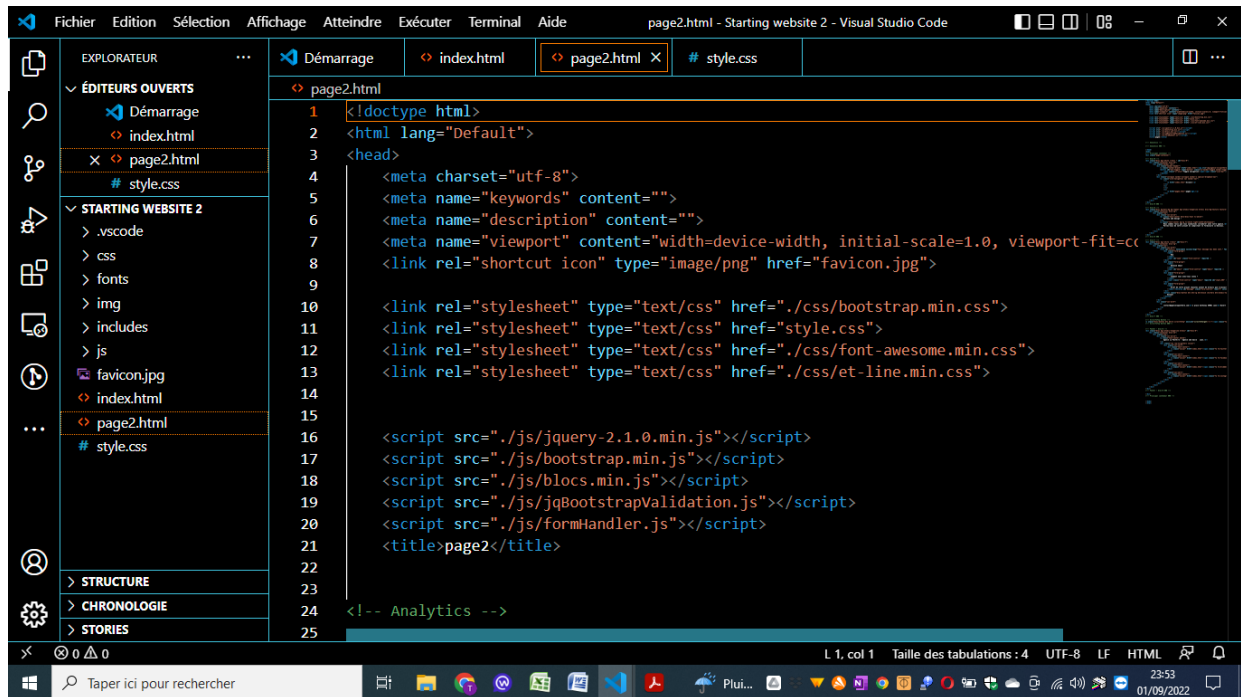 Fichier Edition Sélection Affichage Atteindre Exécuter Terminal Aide page2.html - Starting website 2 - Visual Studio Code
EXPLORATEUR
ÉDITEURS OUVERTS
Démarrage
index.html
page2.html
style.css
STARTING WEBSITE 2
.vscode
css
fonts
img
includes
js
favicon.jpg
index.html
page2.html
style.css
STRUCTURE
CHRONOLOGIE
STORIES
Démarrage index.html page2.html style.css
page2.html
1 <!doctype html>
2 <html lang="Default">
3 <head>
4 <meta charset="utf-8">
5 <meta name="keywords" content="">
6 <meta name="description" content="">
7 <meta name="viewport" content="width=device-width, initial-scale=1.0, viewport-fit=co
8 <link rel="shortcut icon" type="image/png" href="favicon.jpg">
9
10 <link rel="stylesheet" type="text/css" href="./css/bootstrap.min.css">
11 <link rel="stylesheet" type="text/css" href="style.css">
12 <link rel="stylesheet" type="text/css" href="./css/font-awesome.min.css">
13 <link rel="stylesheet" type="text/css" href="./css/et-line.min.css">
14
15
16 <script src="./js/jquery-2.1.0.min.js"></script>
17 <script src="./js/bootstrap.min.js"></script>
18 <script src="./js/blocs.min.js"></script>
19 <script src="./js/jqBootstrapValidation.js"></script>
20 <script src="./js/formHandler.js"></script>
21 <title>page2</title>
22
23
24 <!-- Analytics -->
25
0 0 L 1, col 1 Taille des tabulations : 4 UTF-8 LF HTML
Taper ici pour rechercher Plui... 23:53
01/09/2022